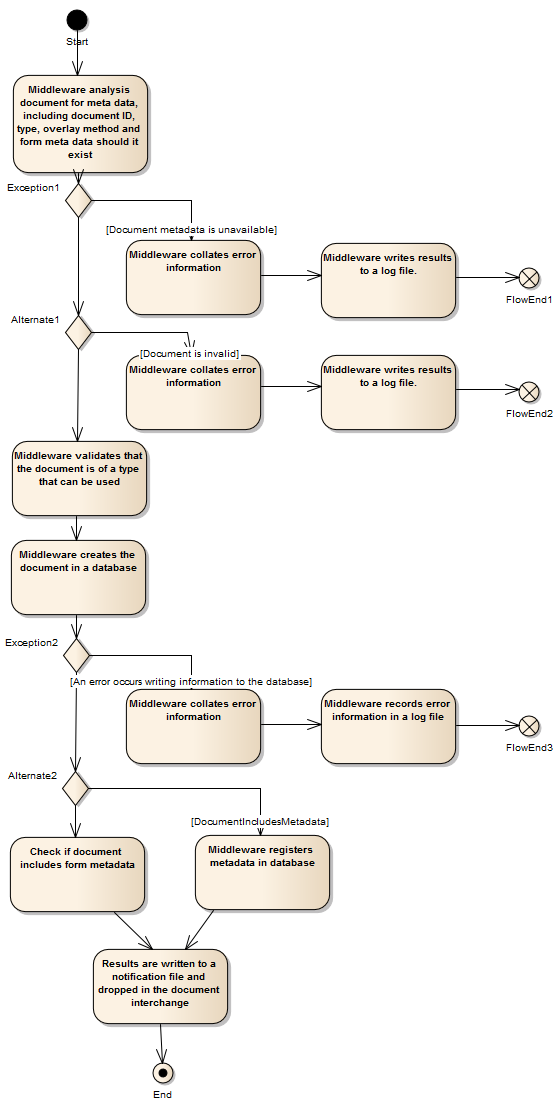 Start
Middleware analysis
document for meta data,
including document ID,
type, overlay method and
form meta data should it
exist
Exception1
[Document metadata is unavailable]
Middleware collates error
information
Middleware writes results
to a log file.
FlowEnd1
Alternate1
[Document is invalid]
Middleware collates error
information
Middleware writes results
to a log file.
FlowEnd2
Middleware validates that
the document is of a type
that can be used
Middleware creates the
document in a database
Exception2
[An error occurs writing information to the database]
Middleware collates error
information
Middleware records error
information in a log file
FlowEnd3
Alternate2
[DocumentIncludesMetadata]
Check if document
includes form metadata
Middleware registers
metadata in database
Results are written to a
notification file and
dropped in the document
interchange
End